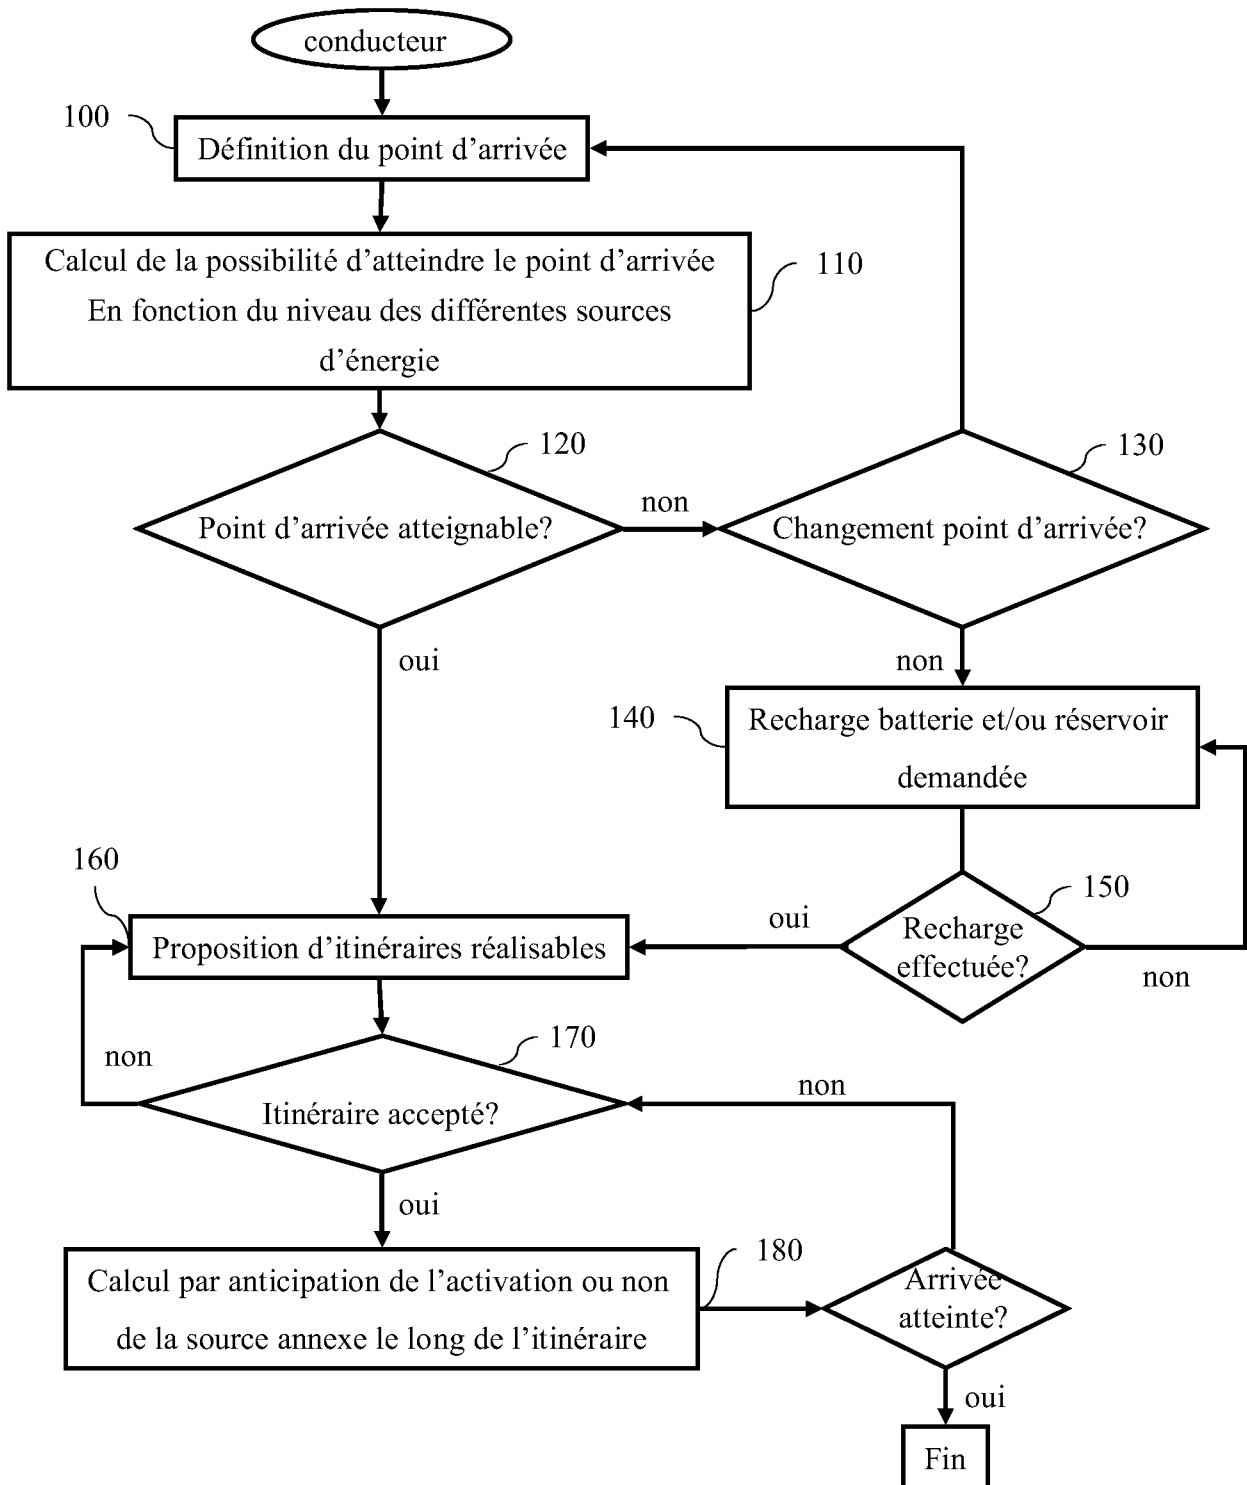 conducteur
100
Définition du point d'arrivée
Calcul de la possibilité d'atteindre le point d'arrivée
En fonction du niveau des différentes sources
d'énergie
110
120
130
Point d'arrivée atteignable?
non
Changement point d'arrivée?
oui
non
140
Recharge batterie et/ou réservoir
demandée
160
150
oui
Recharge
effectuée?
non
Proposition d'itinéraires réalisables
170
non
Itinéraire accepté?
non
oui
180
Calcul par anticipation de l'activation ou non
de la source annexe le long de l'itinéraire
Arrivée
atteinte?
oui
Fin